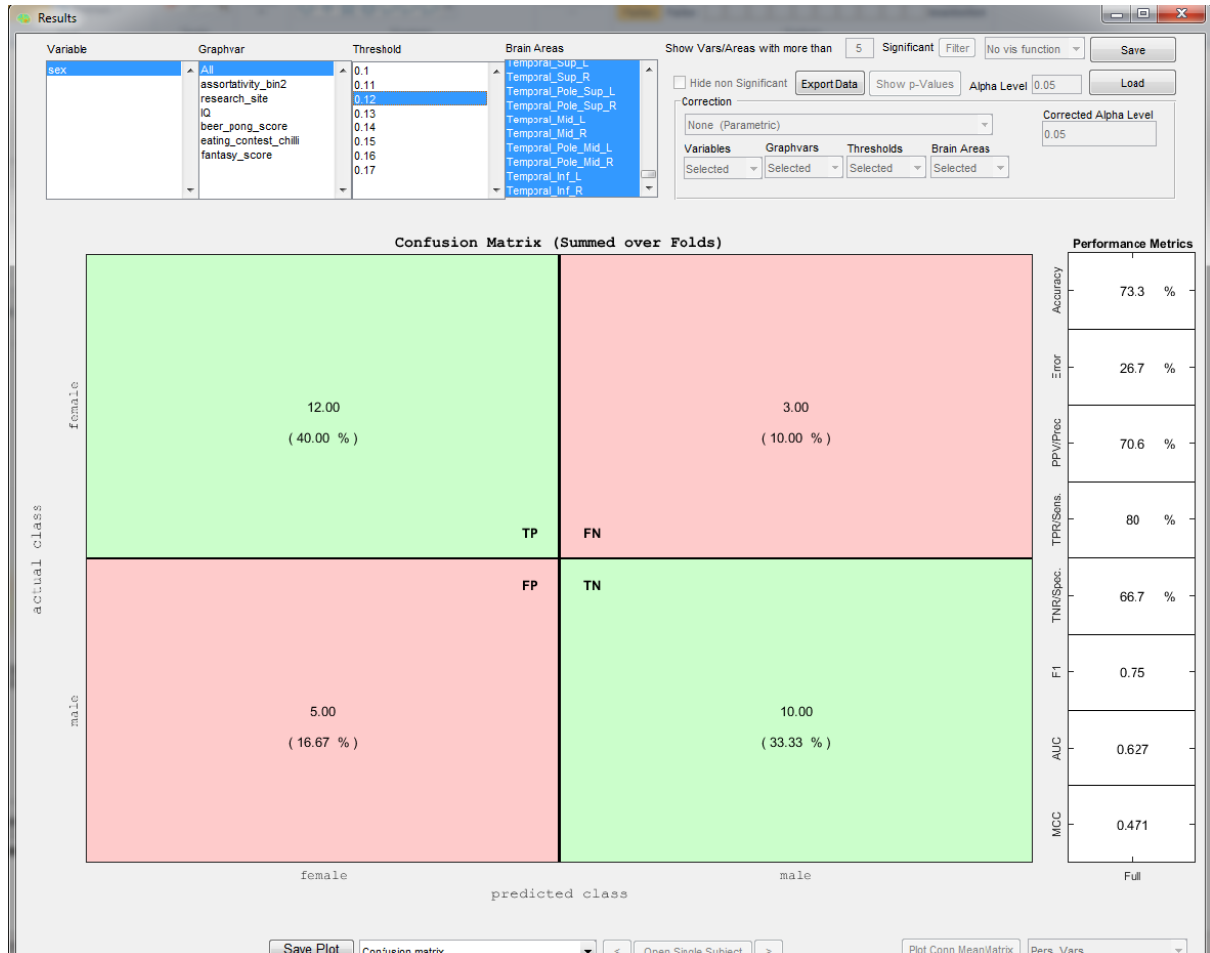 Results
Variable
Graphvar
Threshold
Brain Areas
Show Vars/Areas with more than 5 Significant Filter No vis function Save
sex
All
assortativity_bin2
research_site
IQ
beer_pong_score
eating_contest_chilli
fantasy_score
0.1
0.11
0.12
0.13
0.14
0.15
0.16
0.17
Temporal_Sup_L
Temporal_Sup_R
Temporal_Pole_Sup_L
Temporal_Pole_Sup_R
Temporal_Mid_L
Temporal_Mid_R
Temporal_Pole_Mid_L
Temporal_Pole_Mid_R
Temporal_Inf_L
Temporal_Inf_R
Hide non Significant Export Data Show p-Values Alpha Level 0.05 Load
Correction
None (Parametric)
Corrected Alpha Level
0.05
Variables Graphvars Thresholds Brain Areas
Selected Selected Selected Selected
Confusion Matrix (Summed over Folds)
Performance Metrics
actual class
female
12.00
( 40.00 % )
TP
3.00
( 10.00 % )
FN
male
FP
5.00
( 16.67 % )
TN
10.00
( 33.33 % )
female
male
predicted class
Accuracy
73.3 %
Error
26.7 %
PPV/Prec
70.6 %
TPR/Sens.
80 %
TNR/Spec.
66.7 %
F1
0.75
AUC
0.627
MCC
0.471
Full
Save Plot Confusion matrix < Open Single Subject > Plot Conn MeanMatrix Pers. Vars